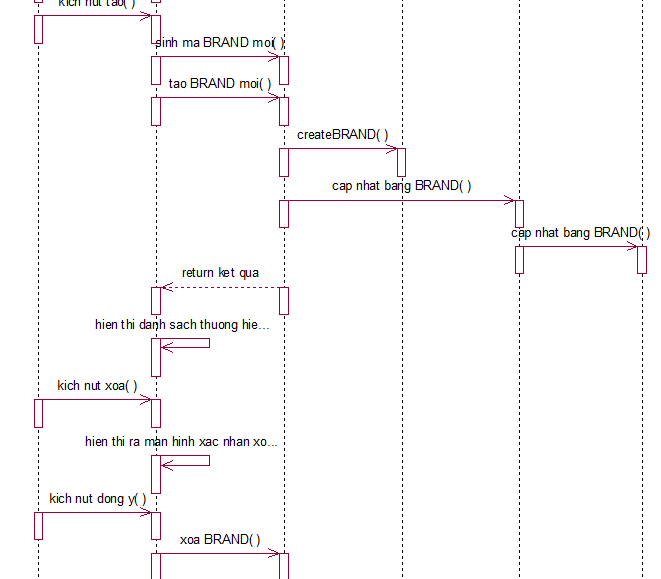 kich nut tao( )
sinh ma BRAND moi( )
tao BRAND moi( )
createBRAND( )
cap nhat bang BRAND( )
cap nhat bang BRAND( )
return ket qua
hien thi danh sach thuong hie...
kich nut xoa( )
hien thi ra man hinh xac nhan xo...
kich nut dong y( )
xoa BRAND( )